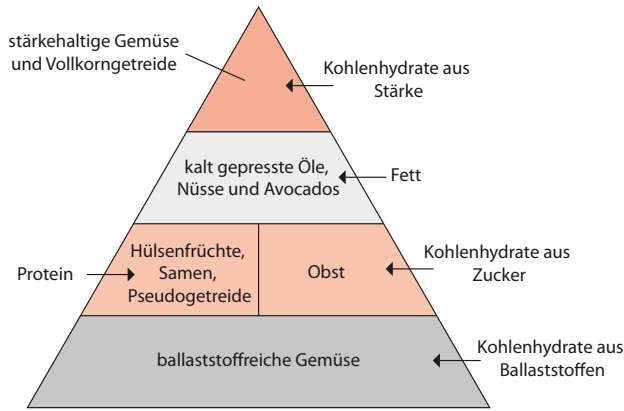 stärkehaltige Gemüse
und Vollkorngetreide
Kohlenhydrate aus
Stärke
kalt gepresste Öle,
Nüsse und Avocados
Fett
Protein
Hülsenfrüchte,
Samen,
Pseudogetreide
Obst
Kohlenhydrate aus
Zucker
ballaststoffreiche Gemüse
Kohlenhydrate aus
Ballaststoffen